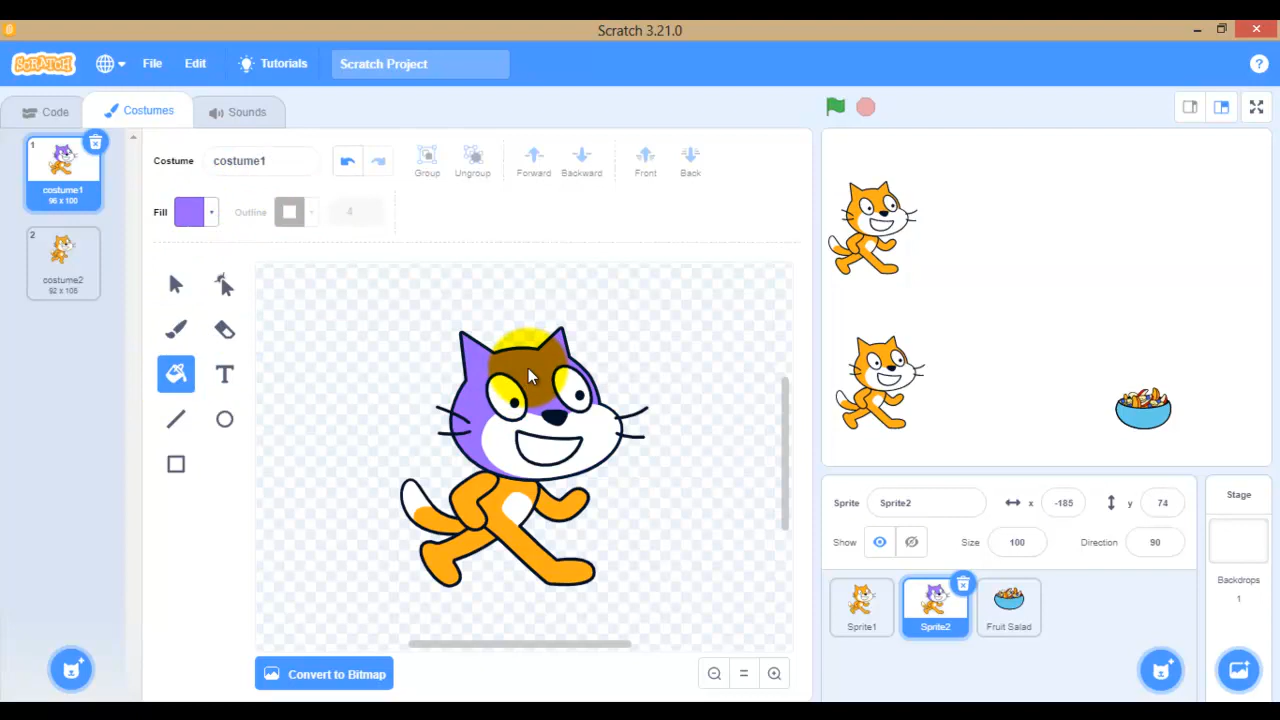 Scratch 3.21.0
SCRATCH File Edit Tutorials Scratch Project ?
Code Costumes Sounds
1
costume1
96 x 100
2
costume2
92 x 105
Costume costume1 Group Ungroup Forward Backward Front Back
Fill Outline 4
T
Convert to Bitmap
Sprite Sprite2 x -185 y 74
Show Size 100 Direction 90
Sprite1 Sprite2 Fruit Salad
Stage
Backdrops
1